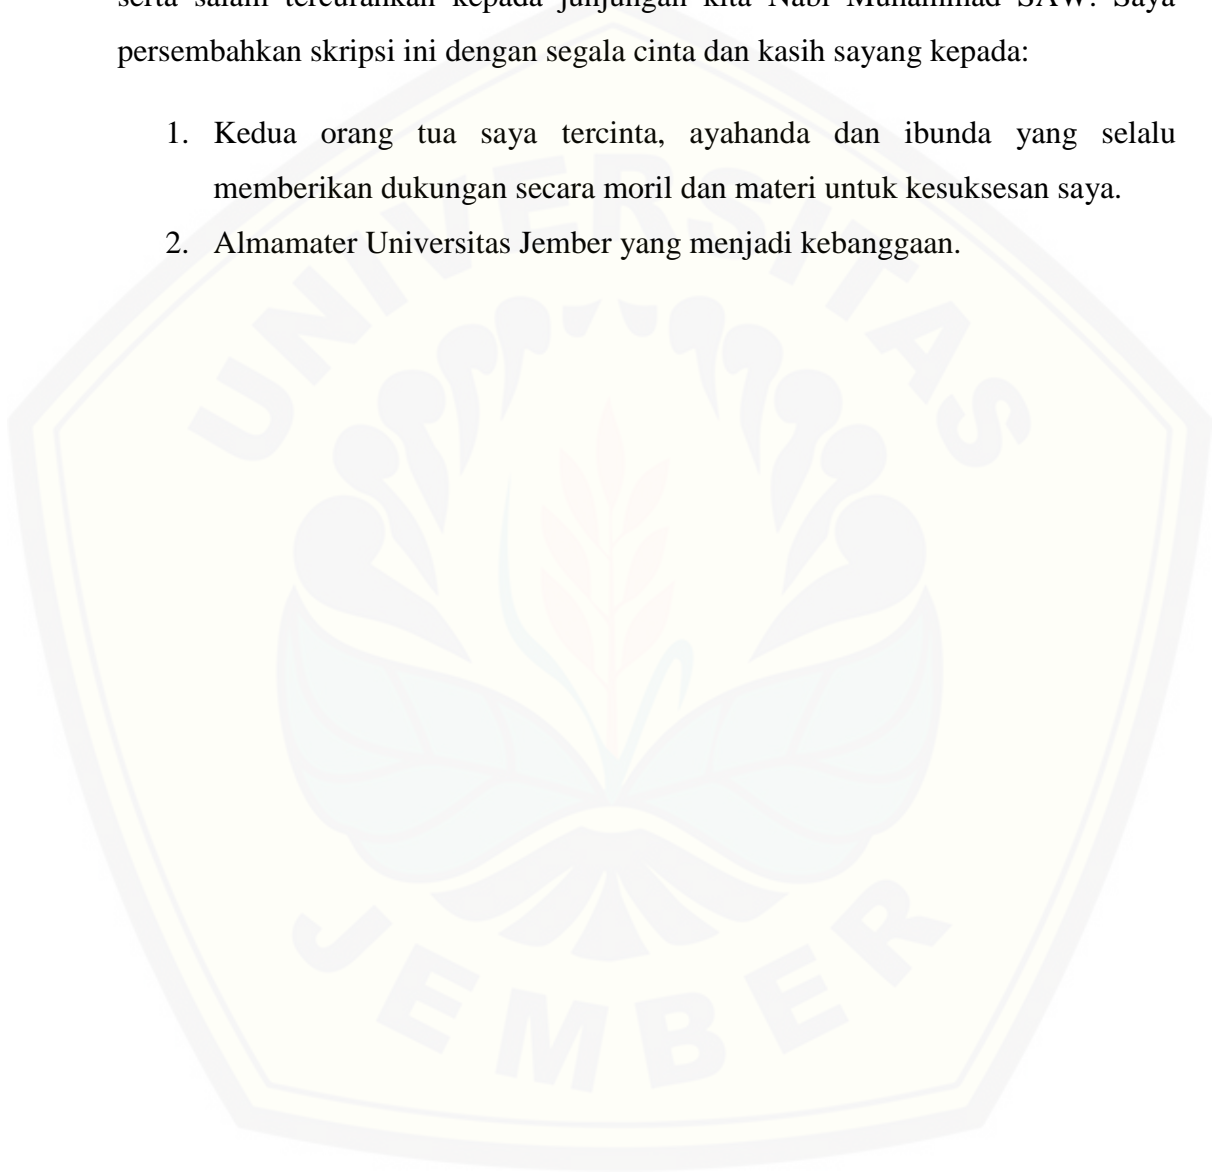 serta salam tercurahkan kepada junjungan kita Nabi Muhammad SAW. Saya
persembahkan skripsi ini dengan segala cinta dan kasih sayang kepada:
1. Kedua orang tua saya tercinta, ayahanda dan ibunda yang selalu
memberikan dukungan secara moril dan materi untuk kesuksesan saya.
2. Almamater Universitas Jember yang menjadi kebanggaan.
UNIVERSITAS
JEMBER